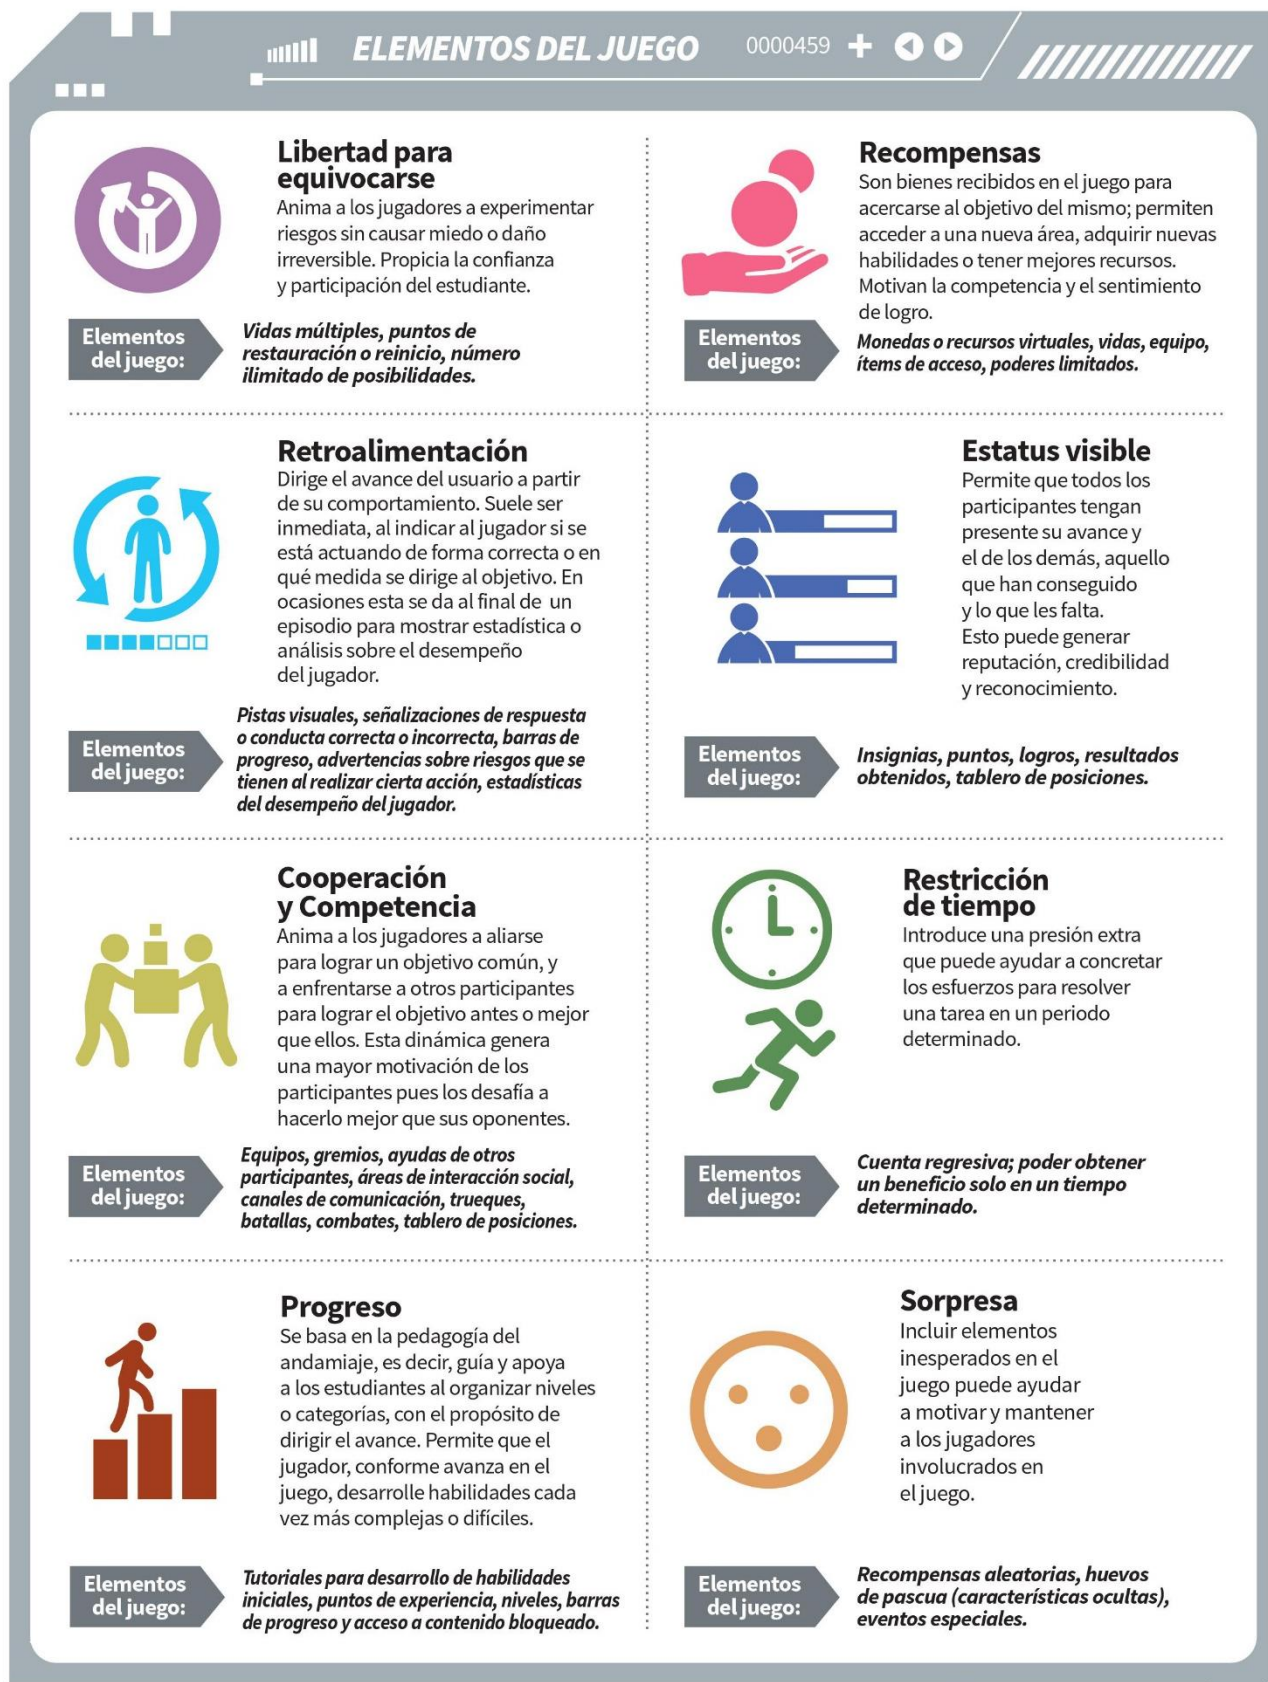 ELEMENTOS DEL JUEGO
0000459
Libertad para
equivocarse
Anima a los jugadores a experimentar
riesgos sin causar miedo o daño
irreversible. Propicia la confianza
y participación del estudiante.
Elementos
del juego:
Vidas múltiples, puntos de
restauración o reinicio, número
ilimitado de posibilidades.
Recompensas
Son bienes recibidos en el juego para
acercarse al objetivo del mismo; permiten
acceder a una nueva área, adquirir nuevas
habilidades o tener mejores recursos.
Motivan la competencia y el sentimiento
de logro.
Elementos
del juego:
Monedas o recursos virtuales, vidas, equipo,
ítems de acceso, poderes limitados.
Retroalimentación
Dirige el avance del usuario a partir
de su comportamiento. Suele ser
inmediata, al indicar al jugador si se
está actuando de forma correcta o en
qué medida se dirige al objetivo. En
ocasiones esta se da al final de un
episodio para mostrar estadística o
análisis sobre el desempeño
del jugador.
Elementos
del juego:
Pistas visuales, señalizaciones de respuesta
o conducta correcta o incorrecta, barras de
progreso, advertencias sobre riesgos que se
tienen al realizar cierta acción, estadísticas
del desempeño del jugador.
Estatus visible
Permite que todos los
participantes tengan
presente su avance y
el de los demás, aquello
que han conseguido
y lo que les falta.
Esto puede generar
reputación, credibilidad
y reconocimiento.
Elementos
del juego:
Insignias, puntos, logros, resultados
obtenidos, tablero de posiciones.
Cooperación
y Competencia
Anima a los jugadores a aliarse
para lograr un objetivo común, y
a enfrentarse a otros participantes
para lograr el objetivo antes o mejor
que ellos. Esta dinámica genera
una mayor motivación de los
participantes pues los desafía a
hacerlo mejor que sus oponentes.
Elementos
del juego:
Equipos, gremios, ayudas de otros
participantes, áreas de interacción social,
canales de comunicación, trueques,
batallas, combates, tablero de posiciones.
Restricción
de tiempo
Introduce una presión extra
que puede ayudar a concretar
los esfuerzos para resolver
una tarea en un periodo
determinado.
Elementos
del juego:
Cuenta regresiva; poder obtener
un beneficio solo en un tiempo
determinado.
Progreso
Se basa en la pedagogía del
andamiaje, es decir, guía y apoya
a los estudiantes al organizar niveles
o categorías, con el propósito de
dirigir el avance. Permite que el
jugador, conforme avanza en el
juego, desarrolle habilidades cada
vez más complejas o difíciles.
Elementos
del juego:
Tutoriales para desarrollo de habilidades
iniciales, puntos de experiencia, niveles, barras
de progreso y acceso a contenido bloqueado.
Sorpresa
Incluir elementos
inesperados en el
juego puede ayudar
a motivar y mantener
a los jugadores
involucrados en
el juego.
Elementos
del juego:
Recompensas aleatorias, huevos
de pascua (características ocultas),
eventos especiales.